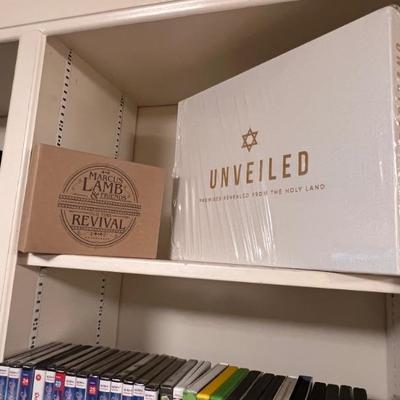 MARCUS
LAMB
& FRIENDS
REVIVAL
UNVEILED
PROMISES REVEALED FROM THE HOLY LAND